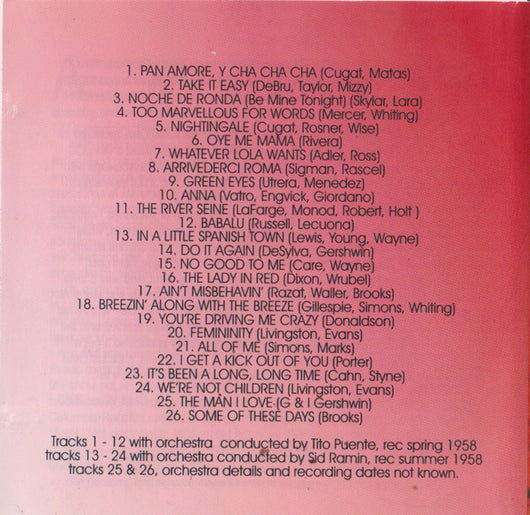 1. PAN AMORE, Y CHA CHA CHA (Cugat, Matas)
2. TAKE IT EASY (DeBru, Taylor, Mizzy)
3. NOCHE DE RONDA (Be Mine Tonight) (Skylar, Lara)
4. TOO MARVELLOUS FOR WORDS (Mercer, Whiting)
5. NIGHTINGALE (Cugat, Rosner, Wise)
6. OYE ME MAMA (Rivera)
7. WHATEVER LOLA WANTS (Adler, Ross)
8. ARRIVEDERCI ROMA (Sigman, Rascel)
9. GREEN EYES (Utrera, Menedez)
10. ANNA (Vatro, Engvick, Giordano)
11. THE RIVER SEINE (LaFarge, Monod, Robert, Holt )
12. BABALU (Russell, Lecuona)
13. IN A LITTLE SPANISH TOWN (Lewis, Young, Wayne)
14. DO IT AGAIN (DeSylva, Gershwin)
15. NO GOOD TO ME (Care, Wayne)
16. THE LADY IN RED (Dixon, Wrubel)
17. AIN'T MISBEHAVIN' (Razat, Waller, Brooks)
18. BREEZIN' ALONG WITH THE BREEZE (Gillespie, Simons, Whiting)
19. YOU'RE DRIVING ME CRAZY (Donaldson)
20. FEMININITY (Livingston, Evans)
21. ALL OF ME (Simons, Marks)
22. I GET A KICK OUT OF YOU (Porter)
23. IT'S BEEN A LONG, LONG TIME (Cahn, Styne)
24. WE'RE NOT CHILDREN (Livingston, Evans)
25. THE MAN I LOVE (G & I Gershwin)
26. SOME OF THESE DAYS (Brooks)
Tracks 1 - 12 with orchestra conducted by Tito Puente, rec spring 1958
tracks 13 - 24 with orchestra conducted by Sid Ramin, rec summer 1958
tracks 25 & 26, orchestra details and recording dates not known.